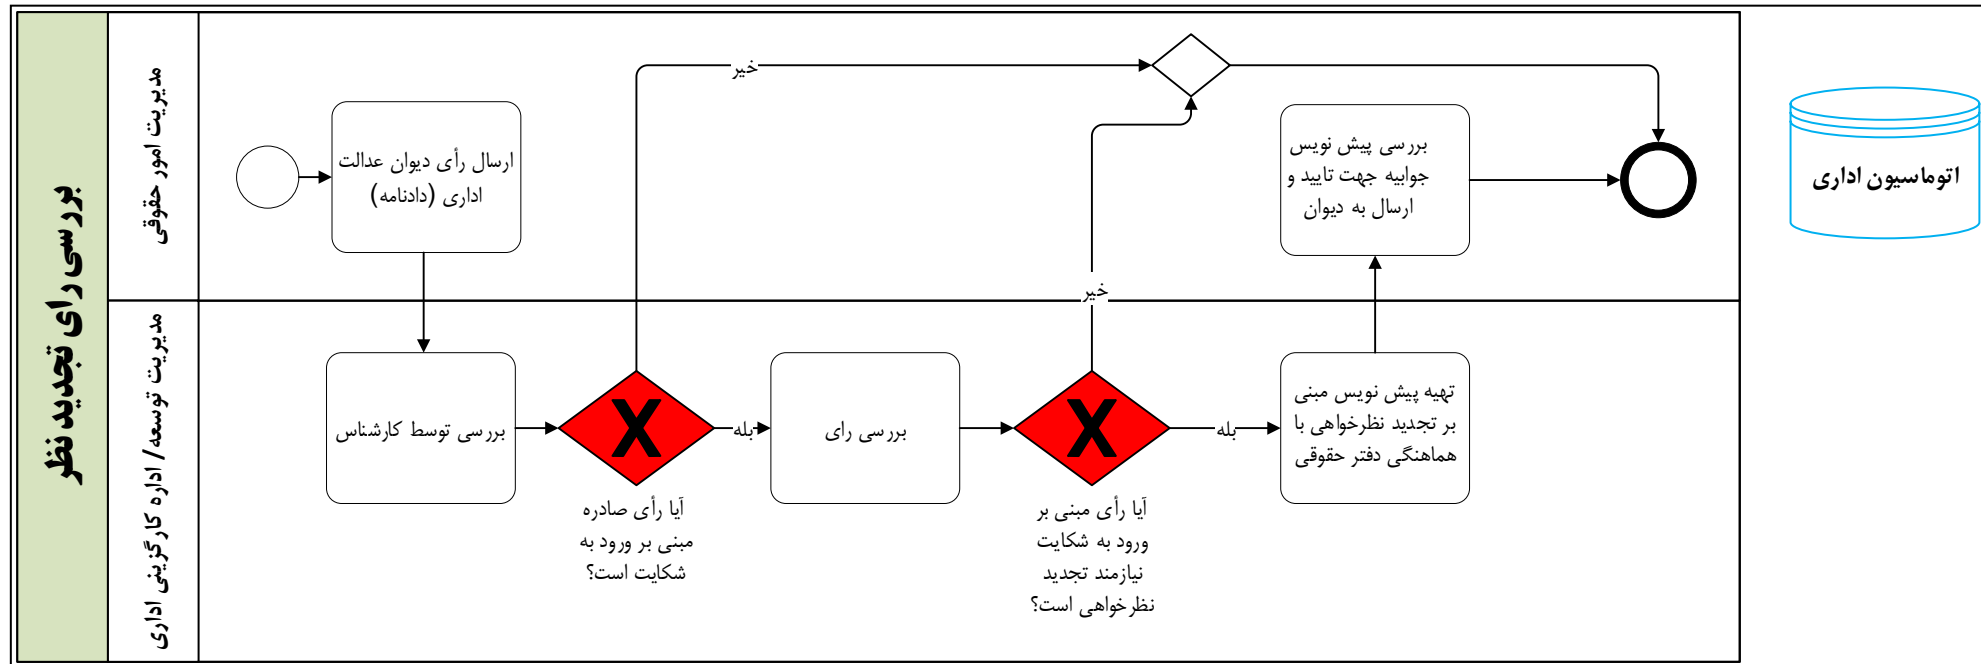 بررسی رای تجدید نظر
مدیریت امور حقوقی
ارسال رأی دیوان عدالت
اداری (دادنامه)
خیر
بررسی پیش نویس
جوابیه جهت تایید و
ارسال به دیوان
اتوماسیون اداری
مدیریت توسعه/ اداره کارگزینی اداری
بررسی توسط کارشناس
X
آیا رأی صادره
مبنی بر ورود به
شکایت است؟
بله
بررسی رای
خیر
X
آیا رأی مبنی بر
ورود به شکایت
نیازمند تجدید
نظرخواهی است؟
بله
تهیه پیش نویس مبنی
بر تجدید نظرخواهی با
هماهنگی دفتر حقوقی